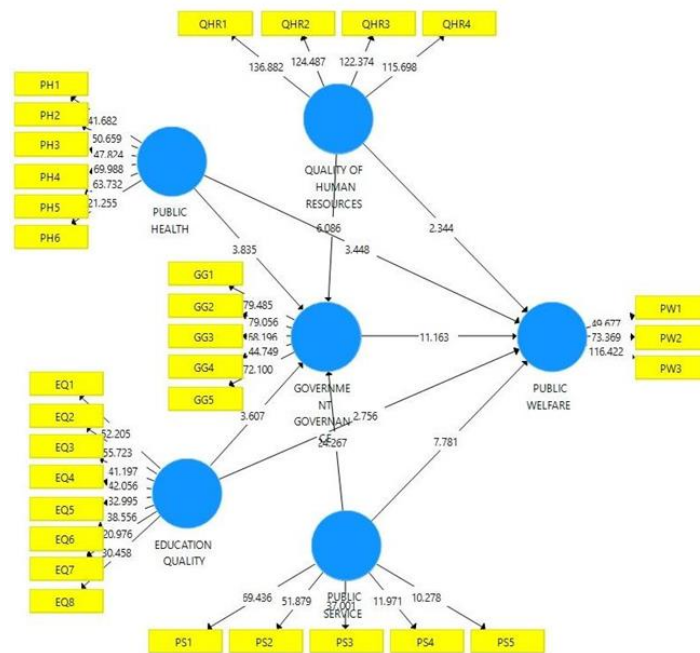 QHR1 QHR2 QHR3 QHR4
136.882 124.487 122.374 115.698
PH1
PH2
PH3
PH4
PH5
PH6
41.682
50.659
47.824
69.988
63.732
21.255
PUBLIC
HEALTH
QUALITY OF
HUMAN
RESOURCES
6.086
3.448
2.344
3.835
GG1
GG2
GG3
GG4
GG5
79.485
79.056
68.196
44.749
72.100
GOVERNME
NT
GOVERNAN
CE
11.163
PUBLIC
WELFARE
49.677
73.369
116.422
PW1
PW2
PW3
3.607
2.756
24.267
7.781
EQ1
EQ2
EQ3
EQ4
EQ5
EQ6
EQ7
EQ8
52.205
55.723
41.197
42.056
32.995
38.556
20.976
30.458
EDUCATION
QUALITY
PUBLIC
SERVICE
69.436 51.879 37.001 11.971 10.278
PS1 PS2 PS3 PS4 PS5